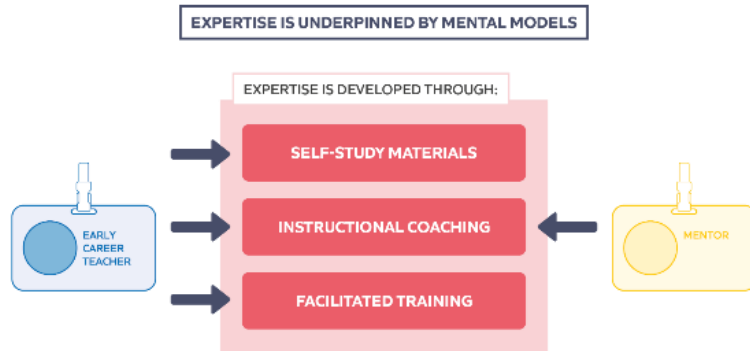 EXPERTISE IS UNDERPINNED BY MENTAL MODELS
EXPERTISE IS DEVELOPED THROUGH:
SELF-STUDY MATERIALS
INSTRUCTIONAL COACHING
FACILITATED TRAINING
EARLY
CAREER
TEACHER
MENTOR